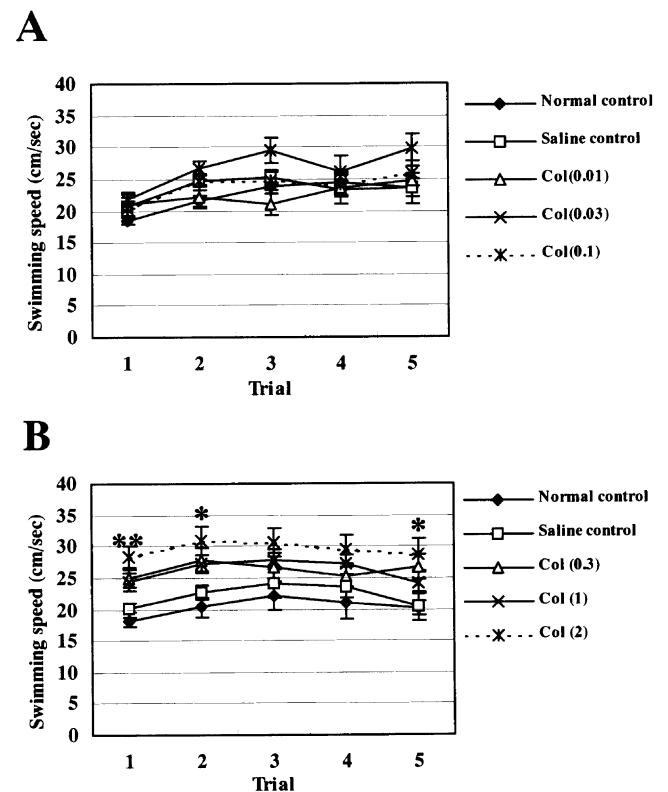 A
40
35
30
25
20
15
10
5
0
Swimming speed (cm/sec)
1 2 3 4 5
Trial
Normal control
Saline control
Col(0.01)
Col(0.03)
Col(0.1)
B
40
35
30
25
20
15
10
5
0
Swimming speed (cm/sec)
** * *
1 2 3 4 5
Trial
Normal control
Saline control
Col (0.3)
Col (1)
Col (2)